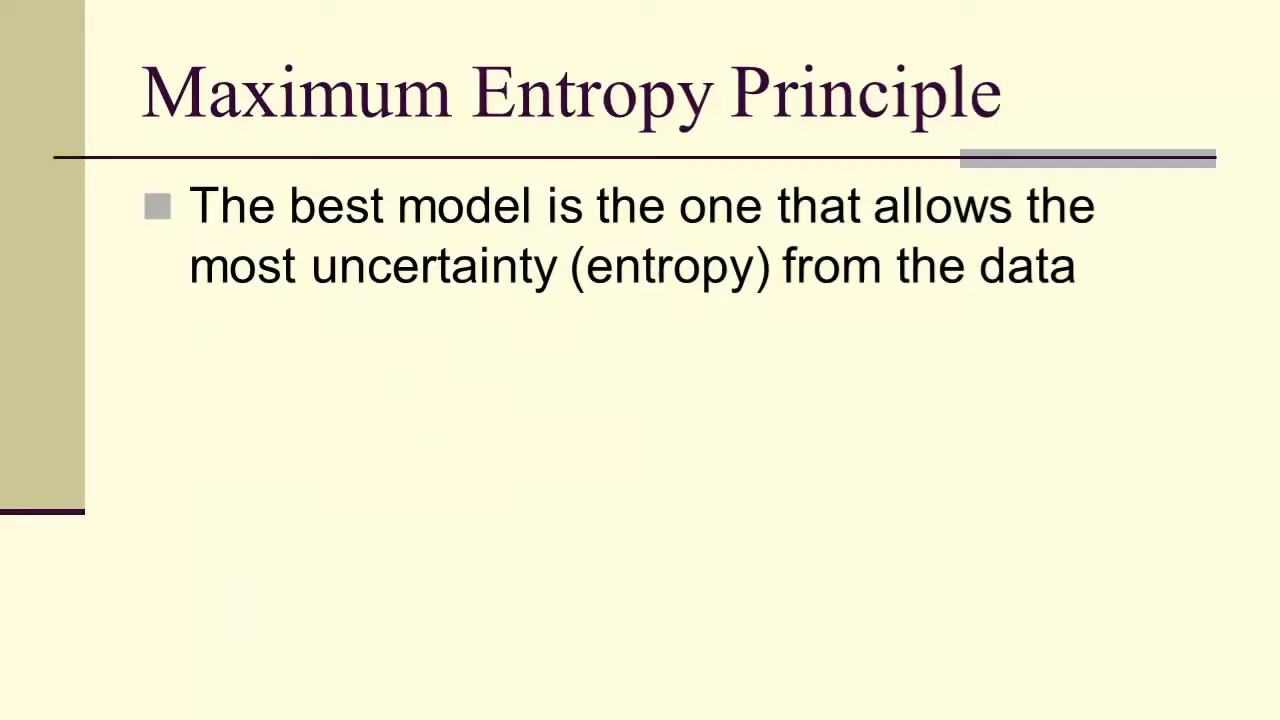 Maximum Entropy Principle
The best model is the one that allows the
most uncertainty (entropy) from the data